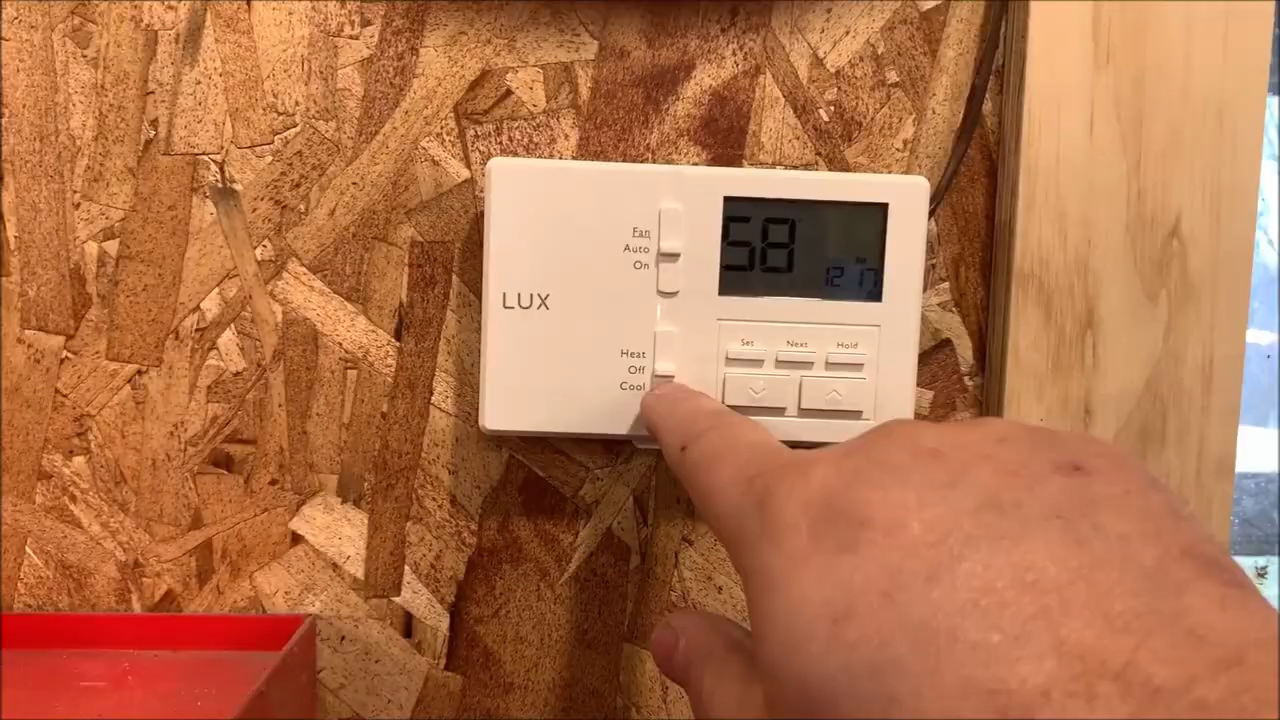 Fan
Auto
On
LUX
58
12 17
Heat
Off
Cool
Set Next Hold